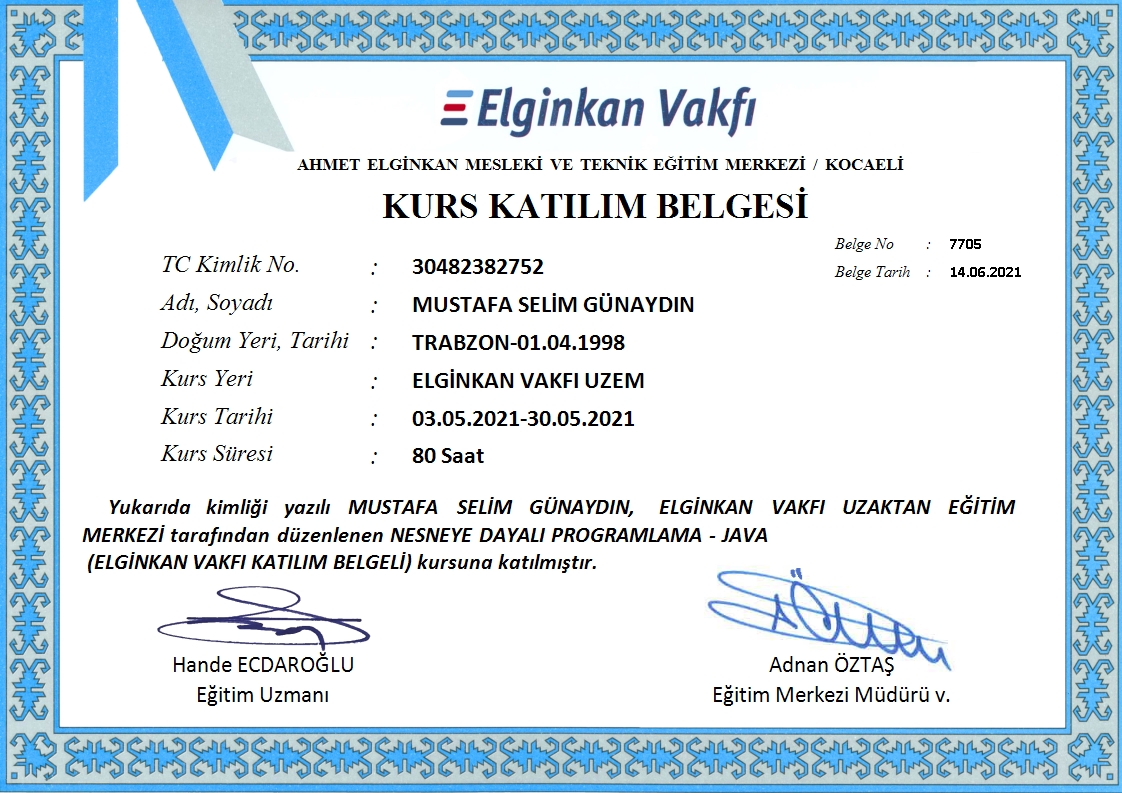 Elginkan Vakfı
AHMET ELGİNKAN MESLEKİ VE TEKNİK EĞİTİM MERKEZİ / KOCAELİ
KURS KATILIM BELGESİ
Belge No : 7705
Belge Tarih : 14.06.2021
TC Kimlik No. : 30482382752
Adı, Soyadı : MUSTAFA SELİM GÜNAYDIN
Doğum Yeri, Tarihi : TRABZON-01.04.1998
Kurs Yeri : ELGİNKAN VAKFI UZEM
Kurs Tarihi : 03.05.2021-30.05.2021
Kurs Süresi : 80 Saat
Yukarıda kimliği yazılı MUSTAFA SELİM GÜNAYDIN, ELGİNKAN VAKFI UZAKTAN EĞİTİM
MERKEZİ tarafından düzenlenen NESNEYE DAYALI PROGRAMLAMA - JAVA
(ELGİNKAN VAKFI KATILIM BELGELİ) kursuna katılmıştır.
Hande ECDAROĞLU
Eğitim Uzmanı
Adnan ÖZTAŞ
Eğitim Merkezi Müdürü v.